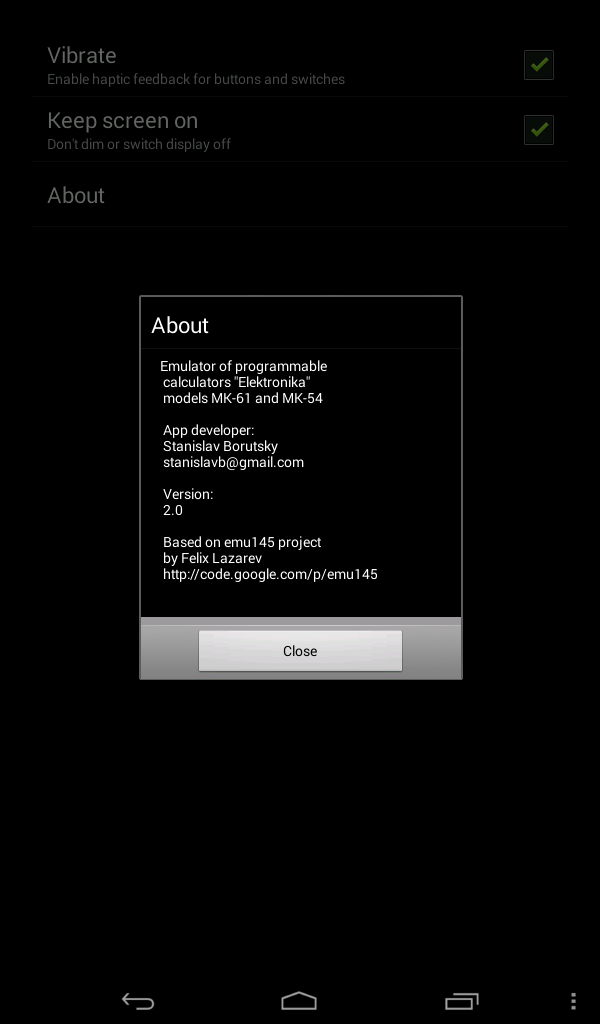 Vibrate
Enable haptic feedback for buttons and switches
Keep screen on
Don't dim or switch display off
About
About
Emulator of programmable
calculators "Elektronika"
models MK-61 and MK-54
App developer:
Stanislav Borutsky
stanislavb@gmail.com
Version:
2.0
Based on emu145 project
by Felix Lazarev
http://code.google.com/p/emu145
Close